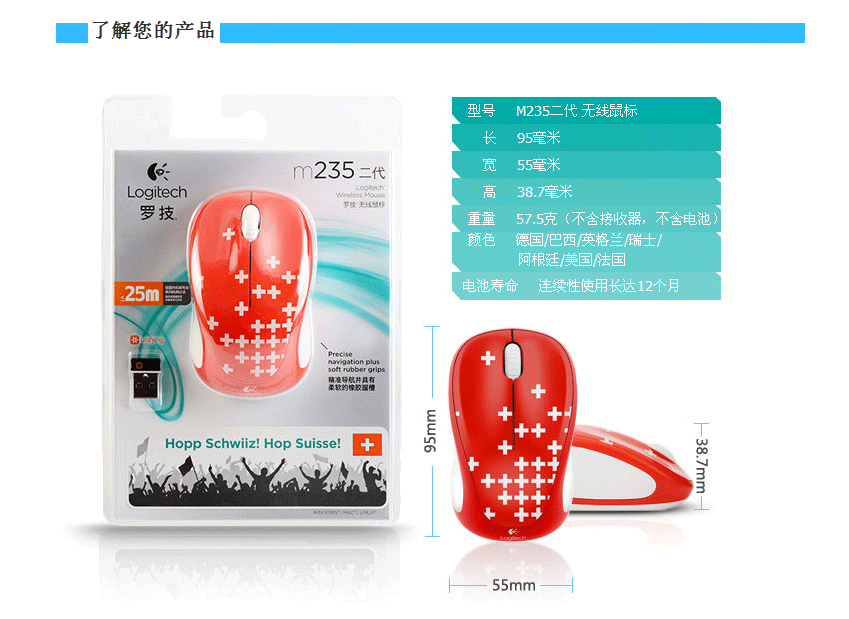 了解您的产品
Logitech
罗技
m235 二代
Logitech
Wireless Mouse
罗技 无线鼠标
25m
Precise
navigation plus
soft rubber grips
精准导航并具有
柔软的橡胶握槽
Hopp Schwiiz! Hop Suisse!
WINDOWS® | MAC® | LINUX®
型号 M235二代 无线鼠标
长 95毫米
宽 55毫米
高 38.7毫米
重量 57.5克（不含接收器，不含电池）
颜色 德国/巴西/英格兰/瑞士/
阿根廷/美国/法国
电池寿命 连续性使用长达12个月
95mm
38.7mm
Logitech
55mm